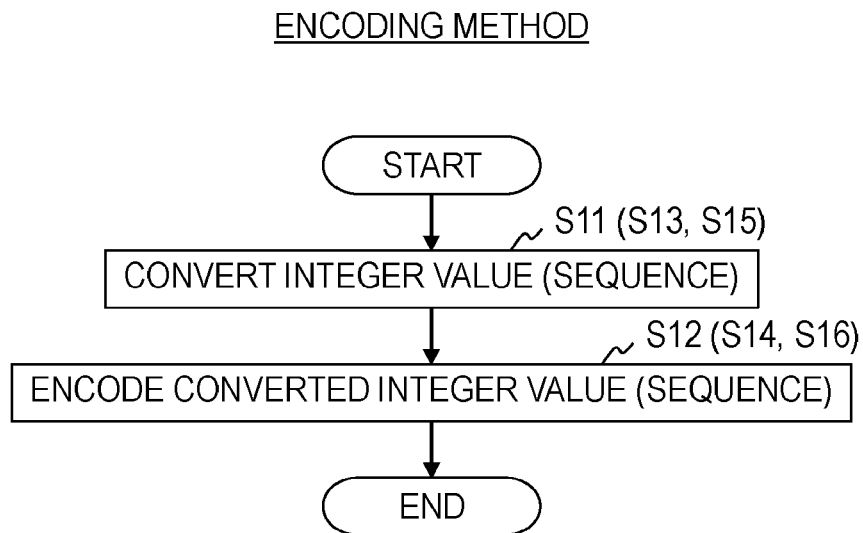 ENCODING METHOD
START
S11 (S13, S15)
CONVERT INTEGER VALUE (SEQUENCE)
S12 (S14, S16)
ENCODE CONVERTED INTEGER VALUE (SEQUENCE)
END